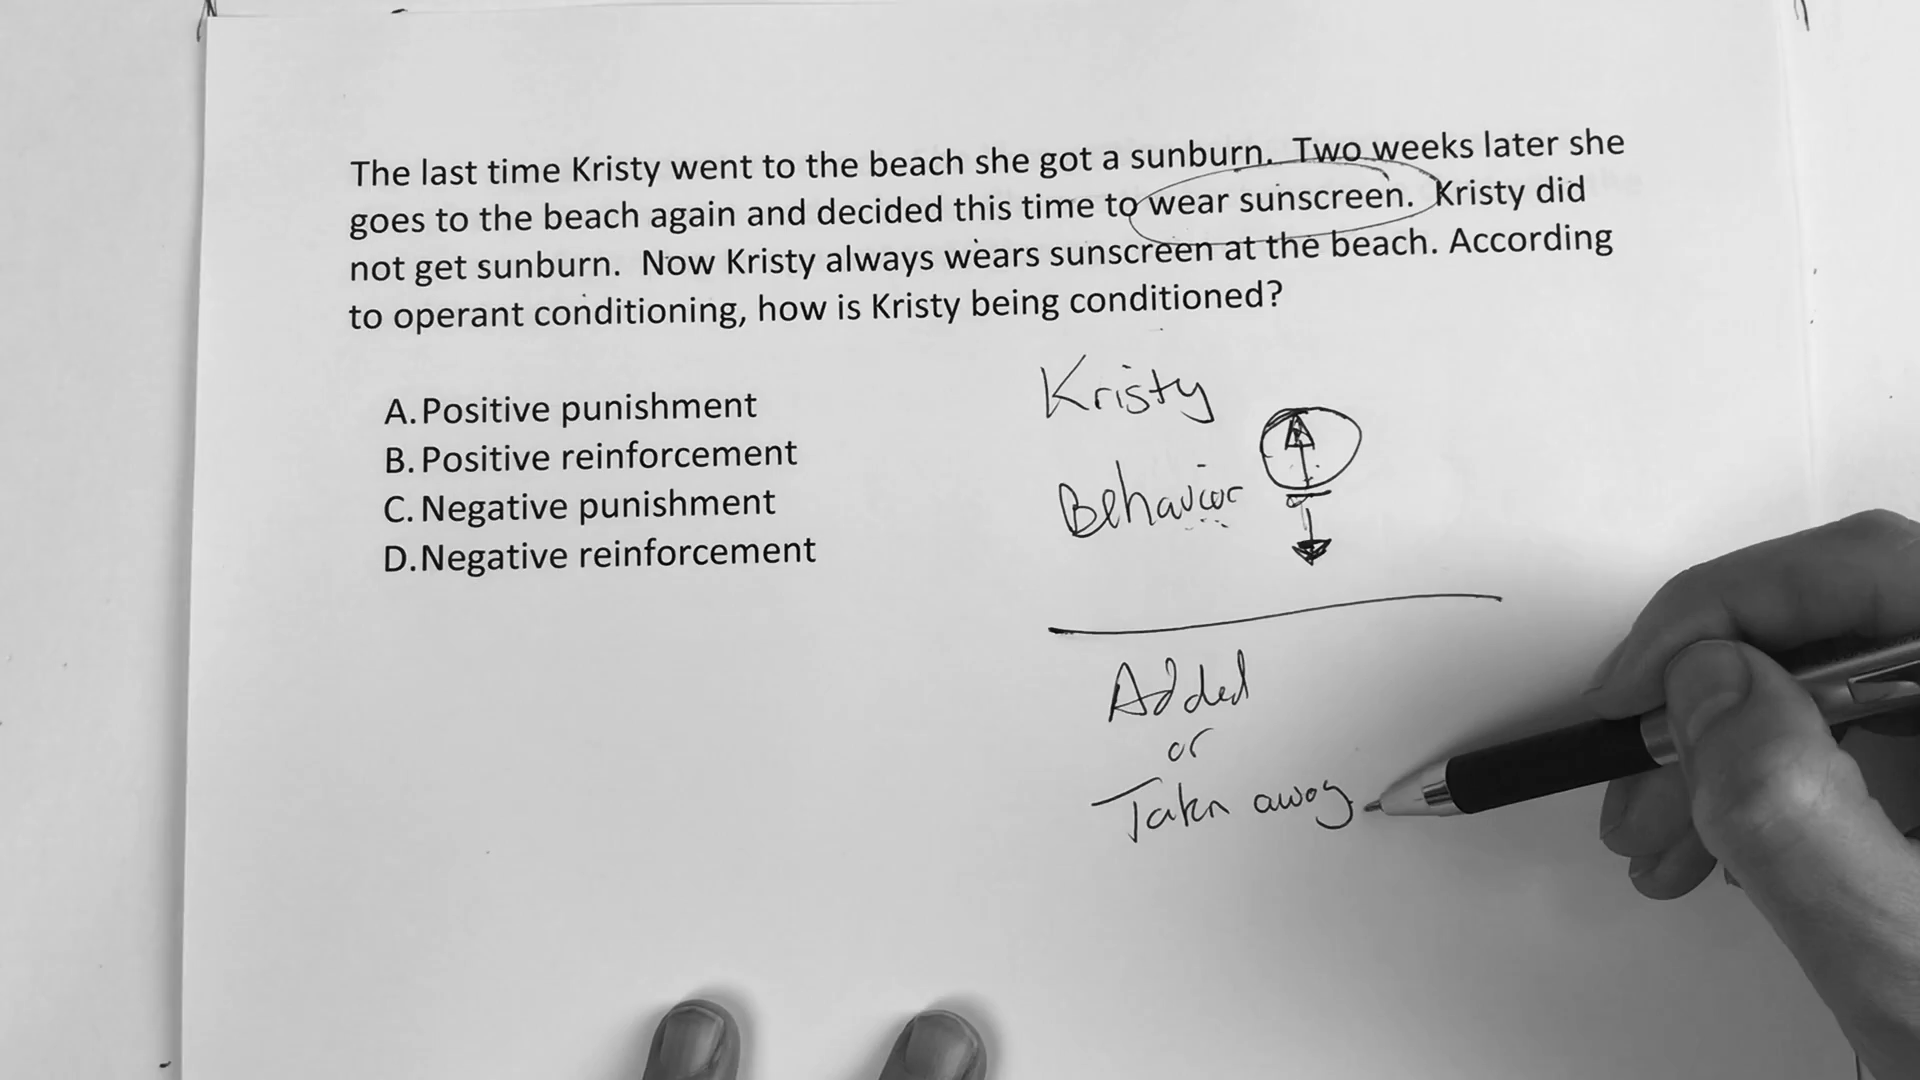 The last time Kristy went to the beach she got a sunburn. Two weeks later she
goes to the beach again and decided this time to wear sunscreen. Kristy did
not get sunburn. Now Kristy always wears sunscreen at the beach. According
to operant conditioning, how is Kristy being conditioned?
A. Positive punishment
B. Positive reinforcement
C. Negative punishment
D. Negative reinforcement
Kristy
Behavior
Added
or
Takn away